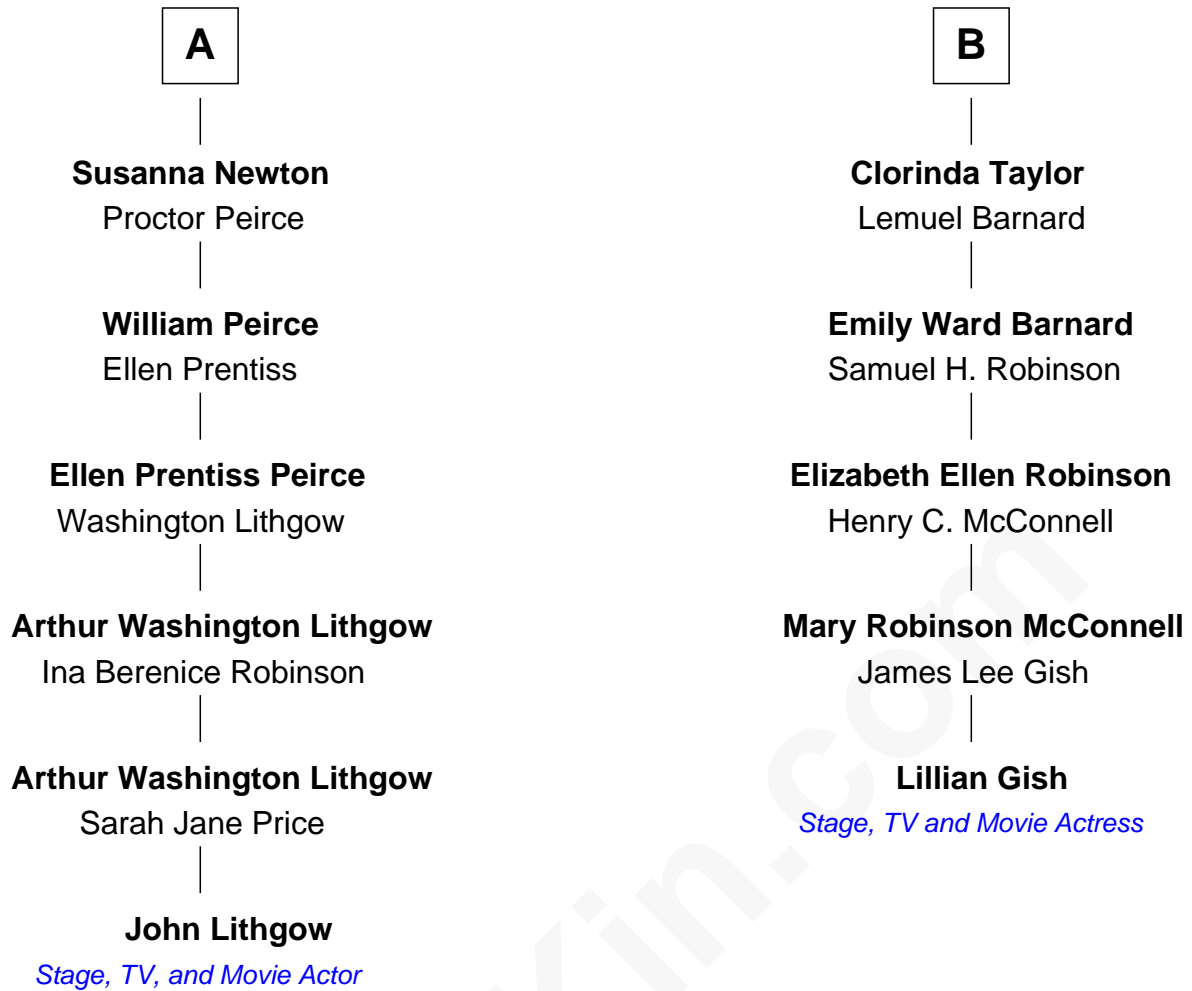 A
Susanna Newton
Proctor Peirce
William Peirce
Ellen Prentiss
Ellen Prentiss Peirce
Washington Lithgow
Arthur Washington Lithgow
Ina Berenice Robinson
Arthur Washington Lithgow
Sarah Jane Price
John Lithgow
Stage, TV, and Movie Actor
B
Clorinda Taylor
Lemuel Barnard
Emily Ward Barnard
Samuel H. Robinson
Elizabeth Ellen Robinson
Henry C. McConnell
Mary Robinson McConnell
James Lee Gish
Lillian Gish
Stage, TV and Movie Actress
Kin.com